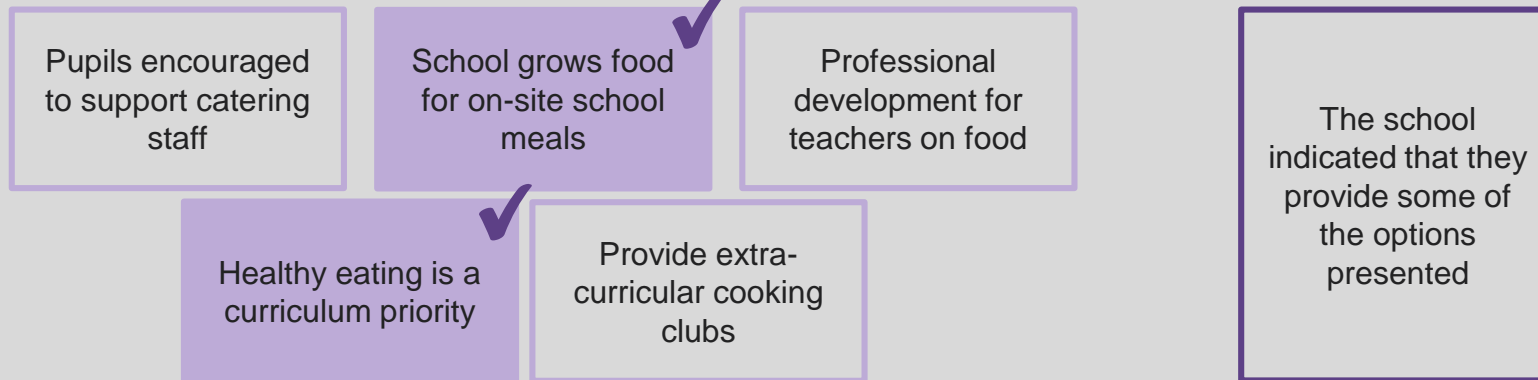 Pupils encouraged
to support catering
staff
School grows food
for on-site school
meals
Professional
development for
teachers on food
Healthy eating is a
curriculum priority
Provide extra-
curricular cooking
clubs
The school
indicated that they
provide some of
the options
presented